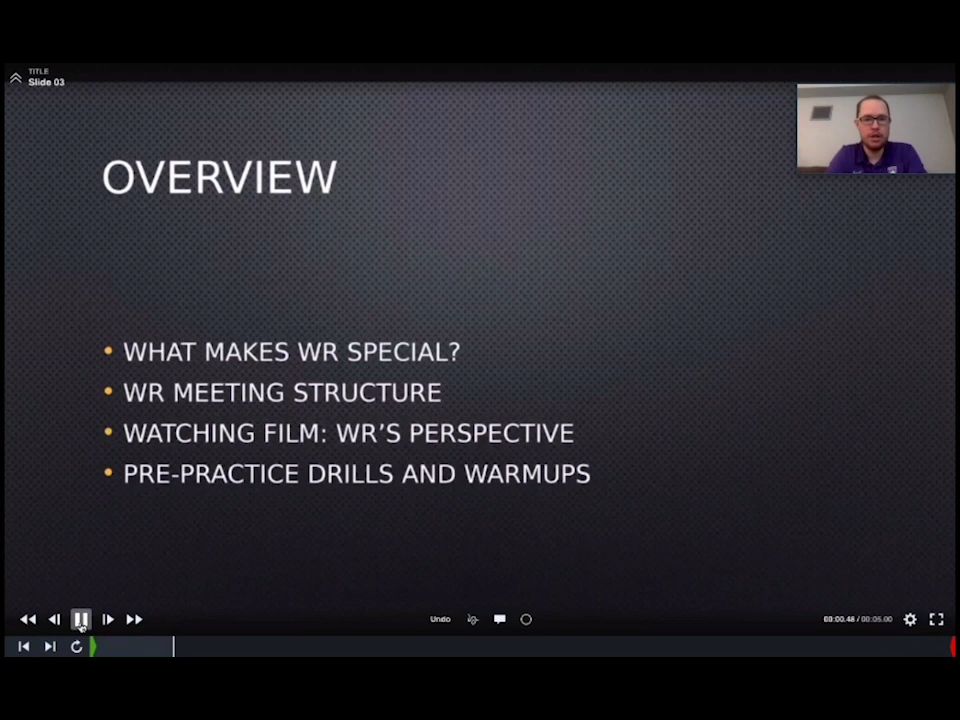 TITLE
Slide 03
OVERVIEW
• WHAT MAKES WR SPECIAL?
• WR MEETING STRUCTURE
• WATCHING FILM: WR’S PERSPECTIVE
• PRE-PRACTICE DRILLS AND WARMUPS
Undo
00:00.48 / 00:05.00